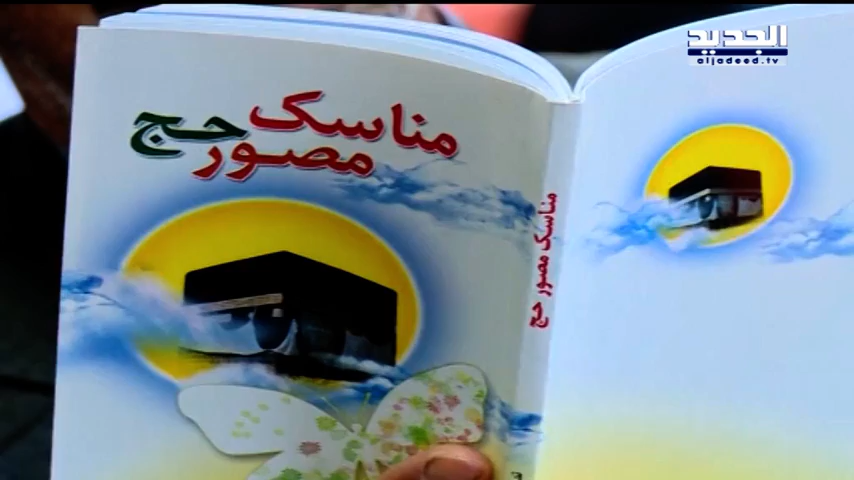 الجديد
aljadeed.tv
مناسک حج
مصور
مناسک مصور حج